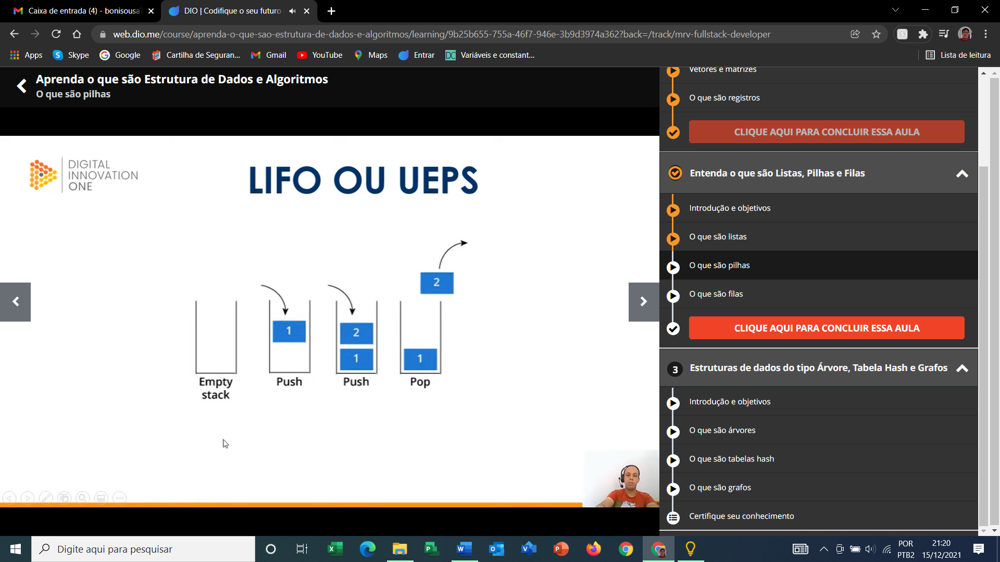 Caixa de entrada (4) - bonisousa7
DIO | Codifique o seu futuro
web.dio.me/course/aprenda-o-que-sao-estrutura-de-dados-e-algoritmos/learning/9b25b655-755a-46f7-946e-3b9d3974a362?back=/track/mrv-fullstack-developer
Apps
Skype
Google
Cartilha de Seguran...
Gmail
YouTube
Maps
Entrar
DC
Variáveis e constant...
Lista de leitura
Aprenda o que são Estrutura de Dados e Algoritmos
O que são pilhas
DIGITAL
INNOVATION
ONE
LIFO OU UEPS
2
1
2
1
1
Empty
stack
Push
Push
Pop
Vetores e matrizes
O que são registros
CLIQUE AQUI PARA CONCLUIR ESSA AULA
Entenda o que são Listas, Pilhas e Filas
Introdução e objetivos
O que são listas
O que são pilhas
O que são filas
CLIQUE AQUI PARA CONCLUIR ESSA AULA
3
Estruturas de dados do tipo Árvore, Tabela Hash e Grafos
Introdução e objetivos
O que são árvores
O que são tabelas hash
O que são grafos
Certifique seu conhecimento
Digite aqui para pesquisar
POR
PTB2
21:20
15/12/2021